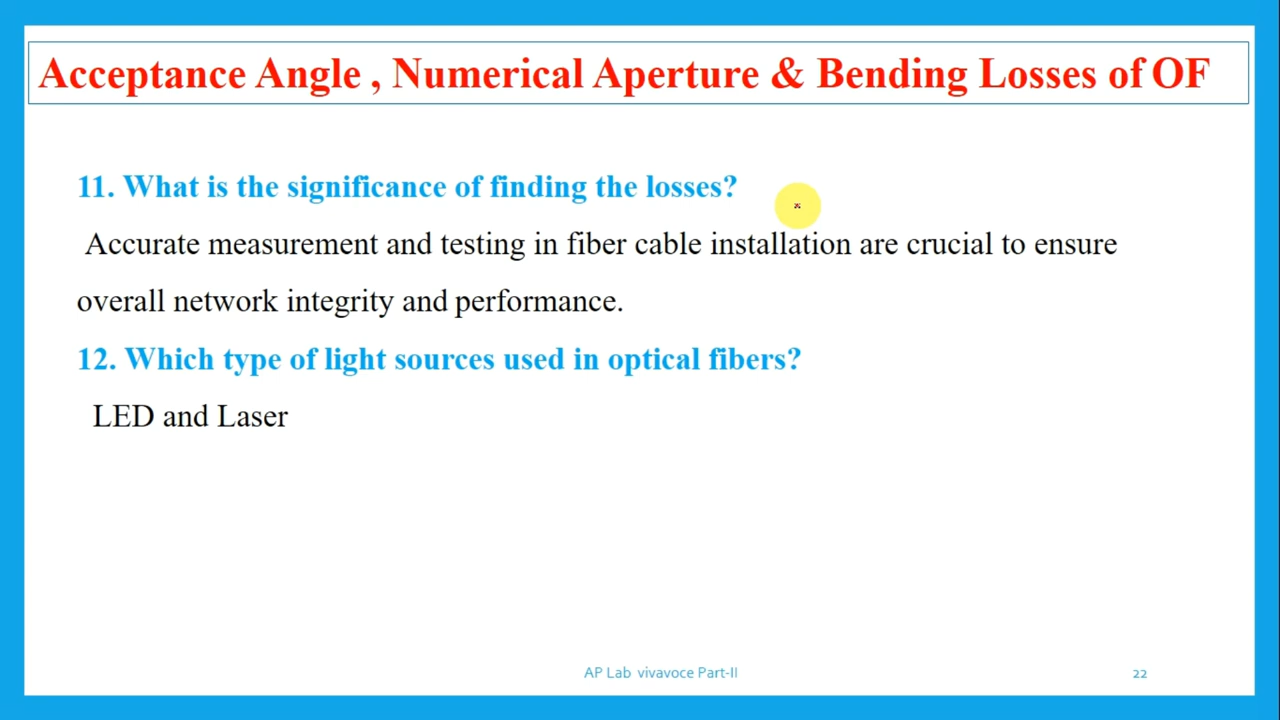 Acceptance Angle , Numerical Aperture & Bending Losses of OF
11. What is the significance of finding the losses?
Accurate measurement and testing in fiber cable installation are crucial to ensure
overall network integrity and performance.
12. Which type of light sources used in optical fibers?
LED and Laser
AP Lab vivavoce Part-II
22